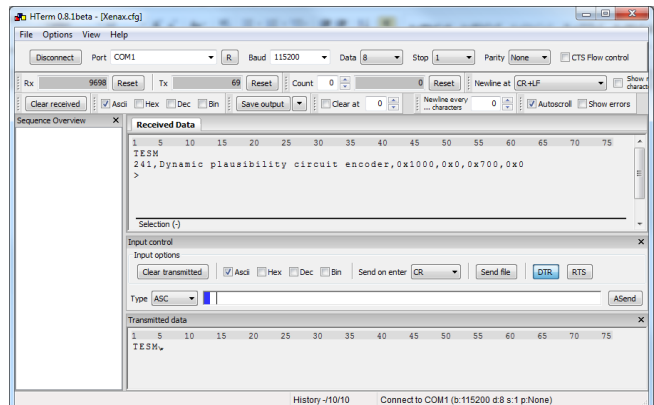 HTerm 0.8.1beta - [Xenax.cfg]
File Options View Help
Disconnect Port COM1 R Baud 115200 Data 8 Stop 1 Parity None CTS Flow control
Rx 9698 Reset Tx 69 Reset Count 0 0 Reset Newline at CR+LF Show
Clear received Ascii Hex Dec Bin Save output Clear at 0 Newline every ... characters 0 Autoscroll Show errors
Sequence Overview X Received Data
1 5 10 15 20 25 30 35 40 45 50 55 60 65 70 75
TESM
241,Dynamic plausibility circuit encoder,0x1000,0x0,0x700,0x0
>
Selection (-)
Input control x
Input options
Clear transmitted Ascii Hex Dec Bin Send on enter CR Send file DTR RTS
Type ASC ASend
Transmitted data x
1 5 10 15 20 25 30 35 40 45 50 55 60 65 70 75
TESM
History -/10/10 Connect to COM1 (b:115200 d:8 s:1 p:None)